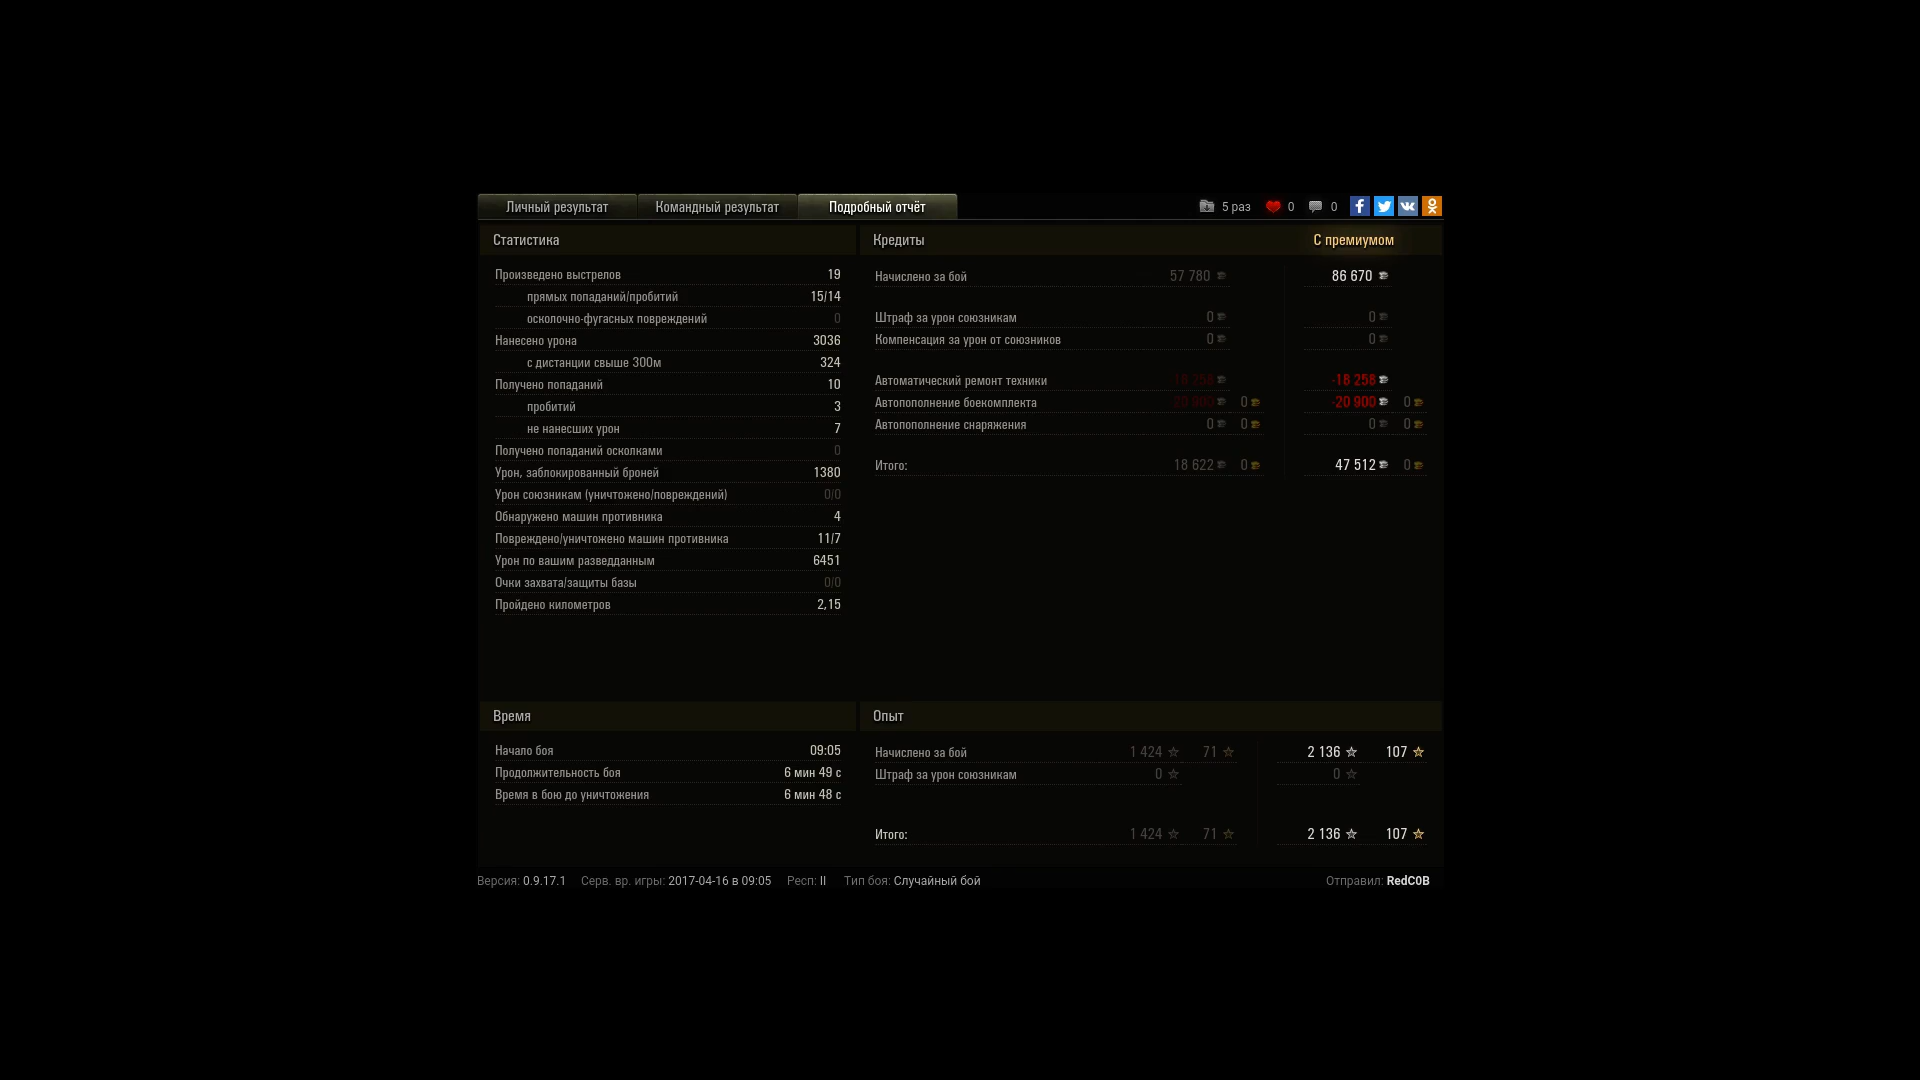 Личный результат Командный результат Подробный отчёт 5 раз 0 0
Статистика
Произведено выстрелов 19
прямых попаданий/пробитий 15/14
осколочно-фугасных повреждений 0
Нанесено урона 3036
с дистанции свыше 300м 324
Получено попаданий 10
пробитий 3
не нанесших урон 7
Получено попаданий осколками 0
Урон, заблокированный броней 1380
Урон союзникам (уничтожено/повреждений) 0/0
Обнаружено машин противника 4
Повреждено/уничтожено машин противника 11/7
Урон по вашим разведданным 6451
Очки захвата/защиты базы 0/0
Пройдено километров 2,15
Кредиты С премиумом
Начислено за бой 57 780 86 670
Штраф за урон союзникам 0 0
Компенсация за урон от союзников 0 0
Автоматический ремонт техники -18 258 -18 258
Автопополнение боекомплекта -20 900 0 -20 900 0
Автопополнение снаряжения 0 0 0 0
Итого: 18 622 0 47 512 0
Время
Начало боя 09:05
Продолжительность боя 6 мин 49 с
Время в бою до уничтожения 6 мин 48 с
Опыт
Начислено за бой 1 424 71 2 136 107
Штраф за урон союзникам 0 0
Итого: 1 424 71 2 136 107
Версия: 0.9.17.1 Серв. вр. игры: 2017-04-16 в 09:05 Респ: II Тип боя: Случайный бой Отправил: RedC0B